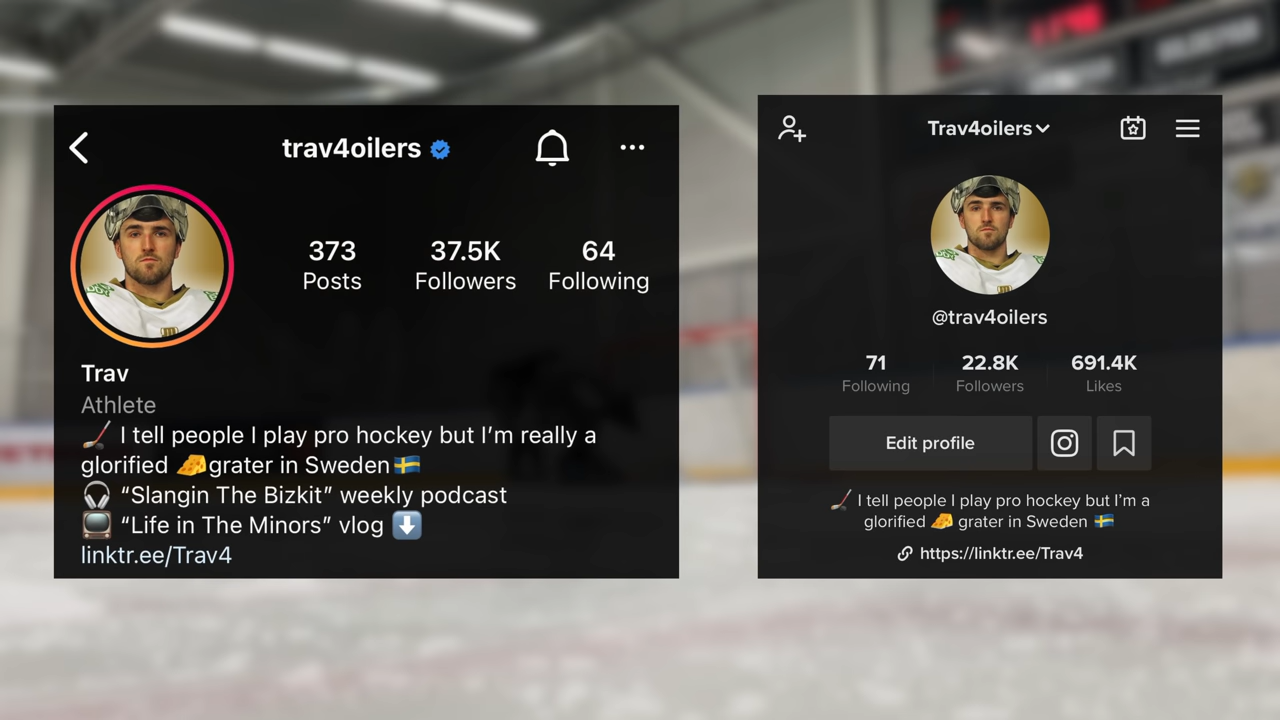 trav4oilers
373
37.5K
64
Posts
Followers
Following
Trav
Athlete
🏒 I tell people I play pro hockey but I’m really a
glorified 🧀grater in Sweden🇸🇪
🎧 “Slangin The Bizkit” weekly podcast
📺 “Life in The Minors” vlog ⬇️
linktr.ee/Trav4
Trav4oilers
@trav4oilers
71
22.8K
691.4K
Following
Followers
Likes
Edit profile
🏒 I tell people I play pro hockey but I’m a
glorified 🧀 grater in Sweden 🇸🇪
https://linktr.ee/Trav4